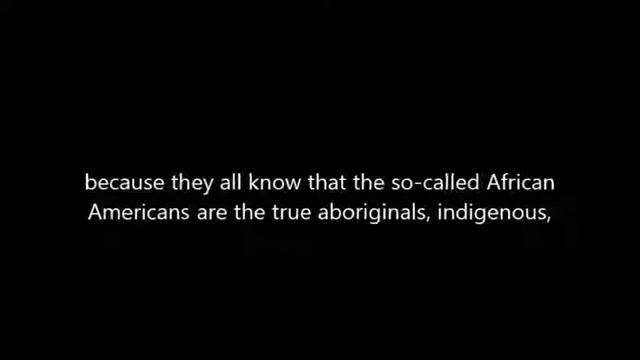 because they all know that the so-called African
Americans are the true aboriginals, indigenous,